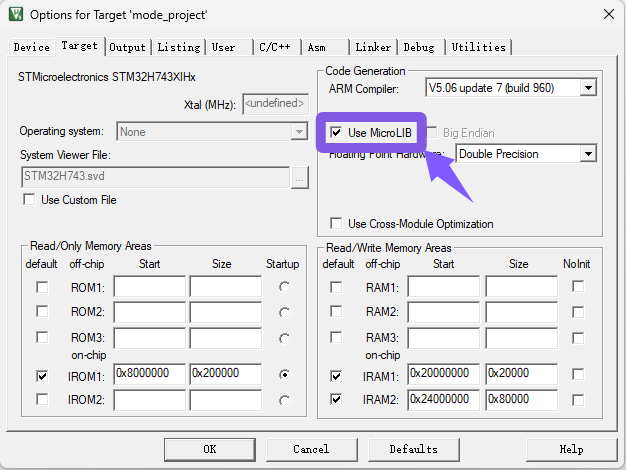 Options for Target 'mode_project'
Device Target Output Listing User C/C++ Asm Linker Debug Utilities
STMicroelectronics STM32H743XIHx
Xtal (MHz): <undefined>
Operating system: None
System Viewer File:
STM32H743.svd ...
Use Custom File
Code Generation
ARM Compiler: V5.06 update 7 (build 960)
Use MicroLIB Big Endian
Floating Point Hardware: Double Precision
Use Cross-Module Optimization
Read/Only Memory Areas
default off-chip Start Size Startup
ROM1:
ROM2:
ROM3:
on-chip
IROM1: 0x8000000 0x200000
IROM2:
Read/Write Memory Areas
default off-chip Start Size NoInit
RAM1:
RAM2:
RAM3:
on-chip
IRAM1: 0x20000000 0x20000
IRAM2: 0x24000000 0x80000
OK Cancel Defaults Help